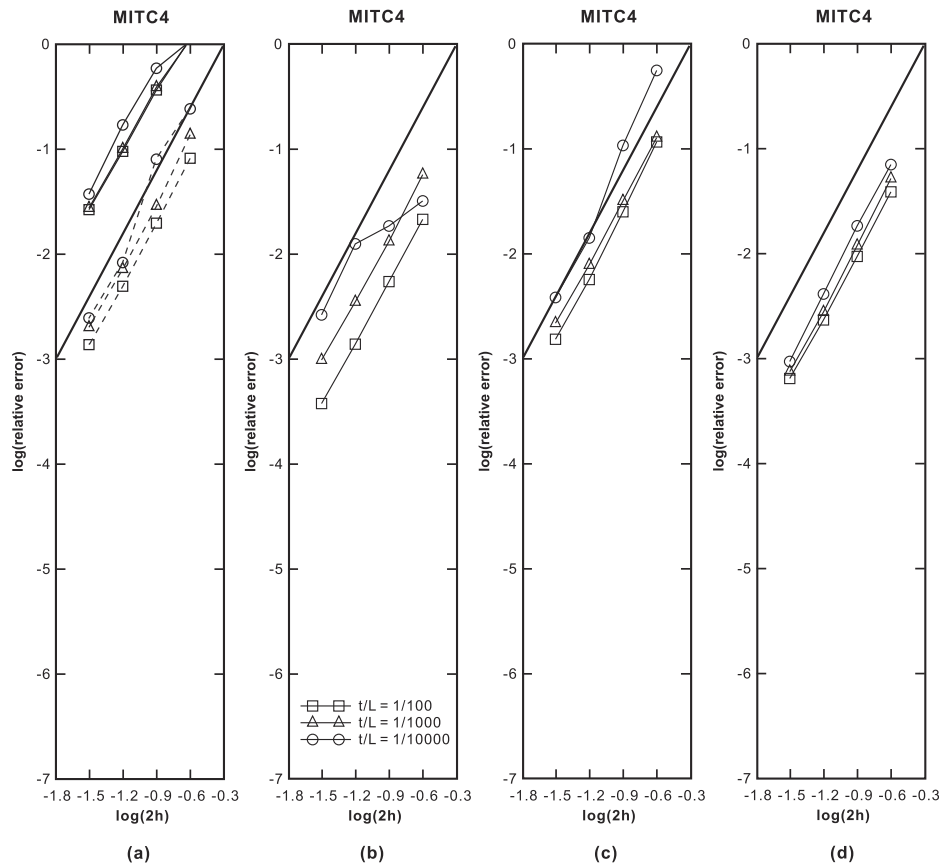 MITC4 MITC4 MITC4 MITC4
0 0 0 0
-1 -1 -1 -1
-2 -2 -2 -2
-3 -3 -3 -3
-4 -4 -4 -4
-5 -5 -5 -5
-6 -6 -6 -6
-7 -7 -7 -7
log(relative error) log(relative error) log(relative error) log(relative error)
t/L = 1/100
t/L = 1/1000
t/L = 1/10000
-1.8 -1.5 -1.2 -0.9 -0.6 -0.3 -1.8 -1.5 -1.2 -0.9 -0.6 -0.3 -1.8 -1.5 -1.2 -0.9 -0.6 -0.3 -1.8 -1.5 -1.2 -0.9 -0.6 -0.3
log(2h) log(2h) log(2h) log(2h)
(a) (b) (c) (d)